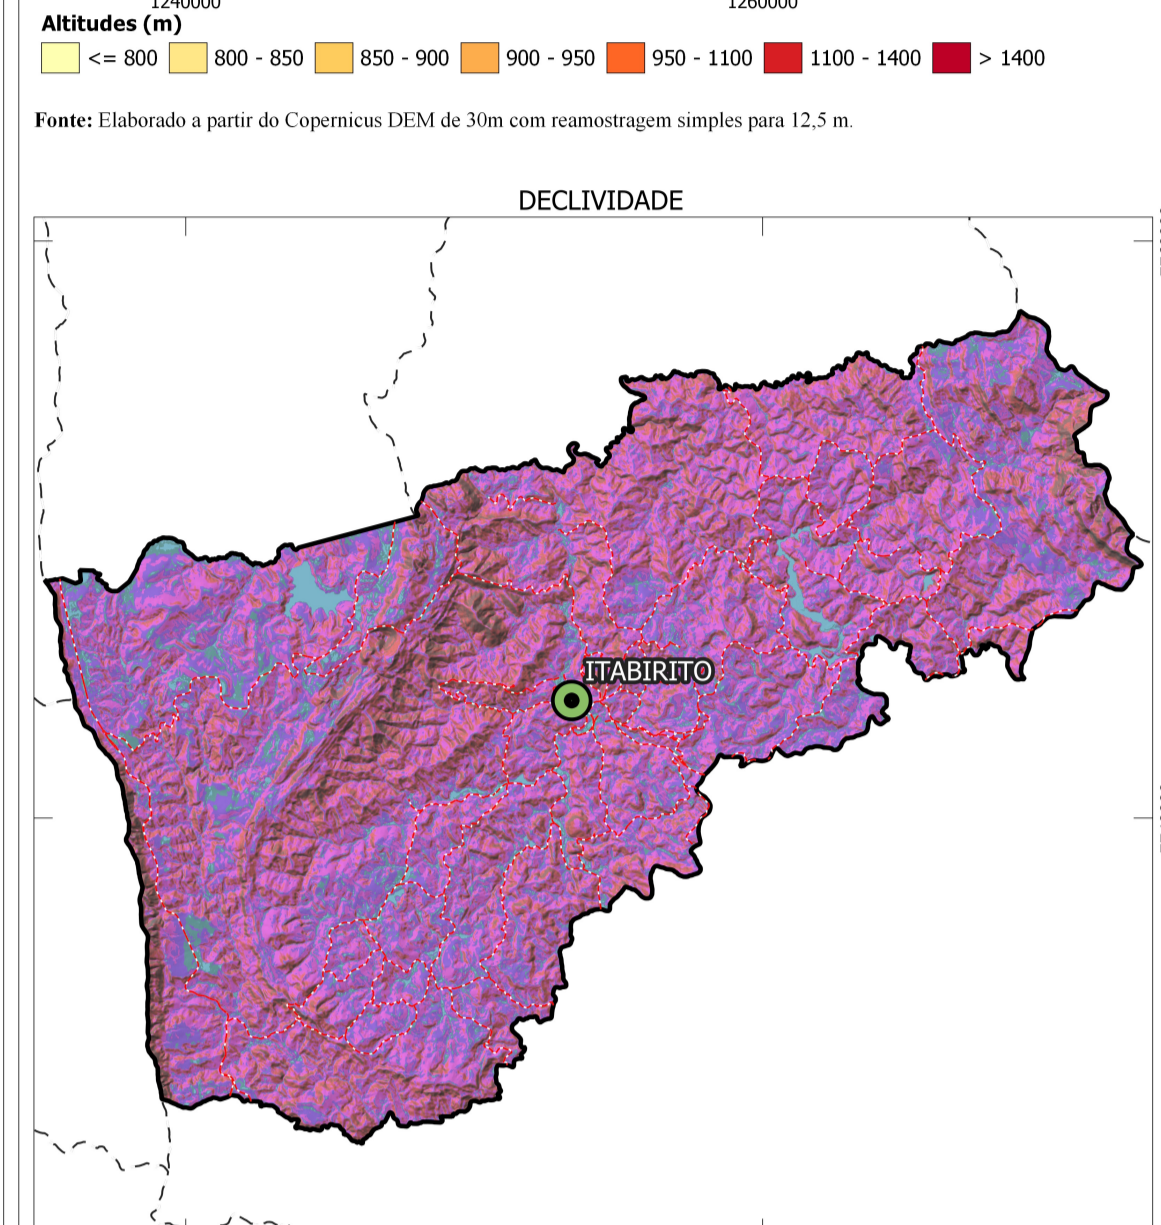 1240000 1260000
Altitudes (m)
<= 800 800 - 850 850 - 900 900 - 950 950 - 1100 1100 - 1400 > 1400
Fonte: Elaborado a partir do Copernicus DEM de 30m com reamostragem simples para 12,5 m.
DECLIVIDADE
ITABIRITO